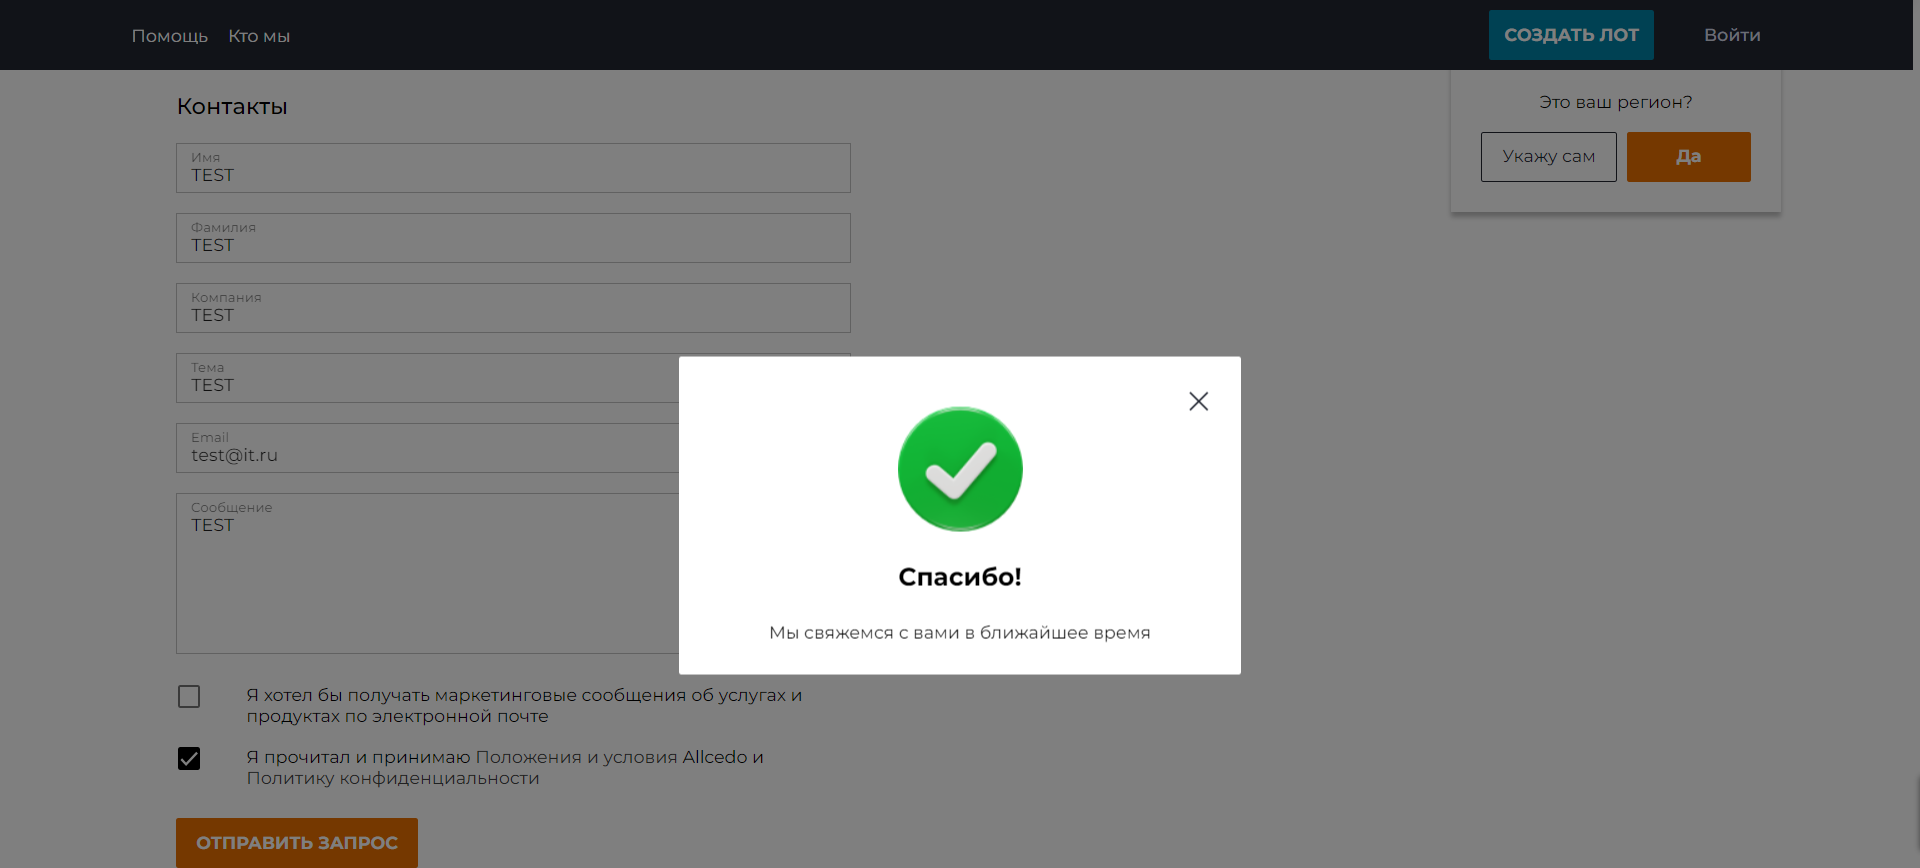 Помощь Кто мы
СОЗДАТЬ ЛОТ Войти
Контакты
Это ваш регион?
Укажу сам Да
Имя
TEST
Фамилия
TEST
Компания
TEST
Тема
TEST
Email
test@it.ru
Сообщение
TEST
Спасибо!
Мы свяжемся с вами в ближайшее время
Я хотел бы получать маркетинговые сообщения об услугах и
продуктах по электронной почте
Я прочитал и принимаю Положения и условия Allcedo и
Политику конфиденциальности
ОТПРАВИТЬ ЗАПРОС